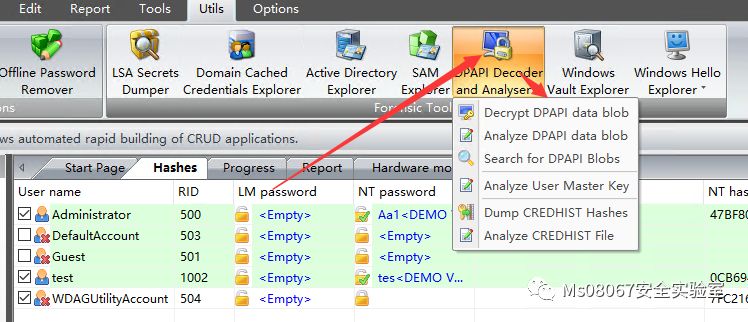 Edit Report Tools Utils Options
Offline Password Remover
LSA Secrets Dumper
Domain Cached Credentials Explorer
Active Directory Explorer
SAM Explorer
DPAPI Decoder and Analyser
Windows Vault Explorer
Windows Hello Explorer
ons
Forensic Tool
ws automated rapid building of CRUD applications.
Start Page Hashes Progress Report Hardware mo
User name RID LM password NT password NT hash
Administrator 500 <Empty> Aa1<DEMO 47BF80
DefaultAccount 503 <Empty> <Empty>
Guest 501 <Empty> <Empty>
test 1002 <Empty> tes<DEMO V... 0CB694
WDAGUtilityAccount 504 <Empty> 7FC216
Decrypt DPAPI data blob
Analyze DPAPI data blob
Search for DPAPI Blobs
Analyze User Master Key
Dump CREDHIST Hashes
Analyze CREDHIST File
Ms08067安全实验室